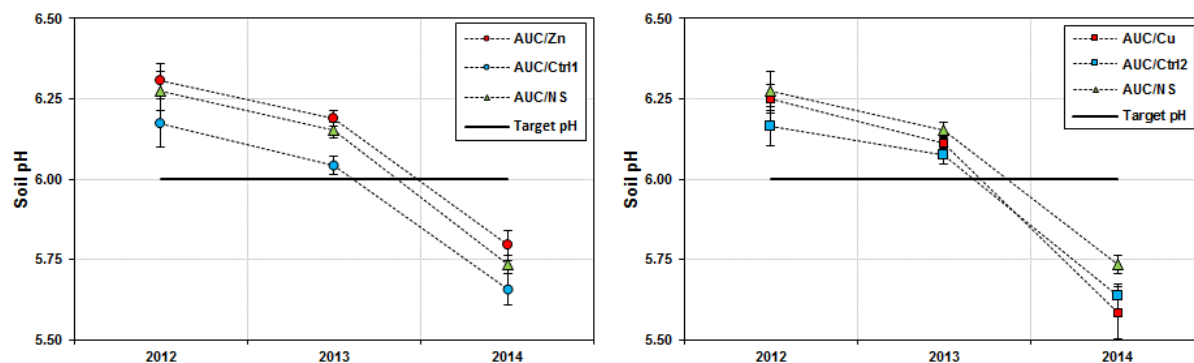 Soil pH
6.50
6.25
6.00
5.75
5.50
2012
2013
2014
AUC/Zn
AUC/Ctrl1
AUC/NS
Target pH
Soil pH
6.50
6.25
6.00
5.75
5.50
2012
2013
2014
AUC/Cu
AUC/Ctrl2
AUC/NS
Target pH